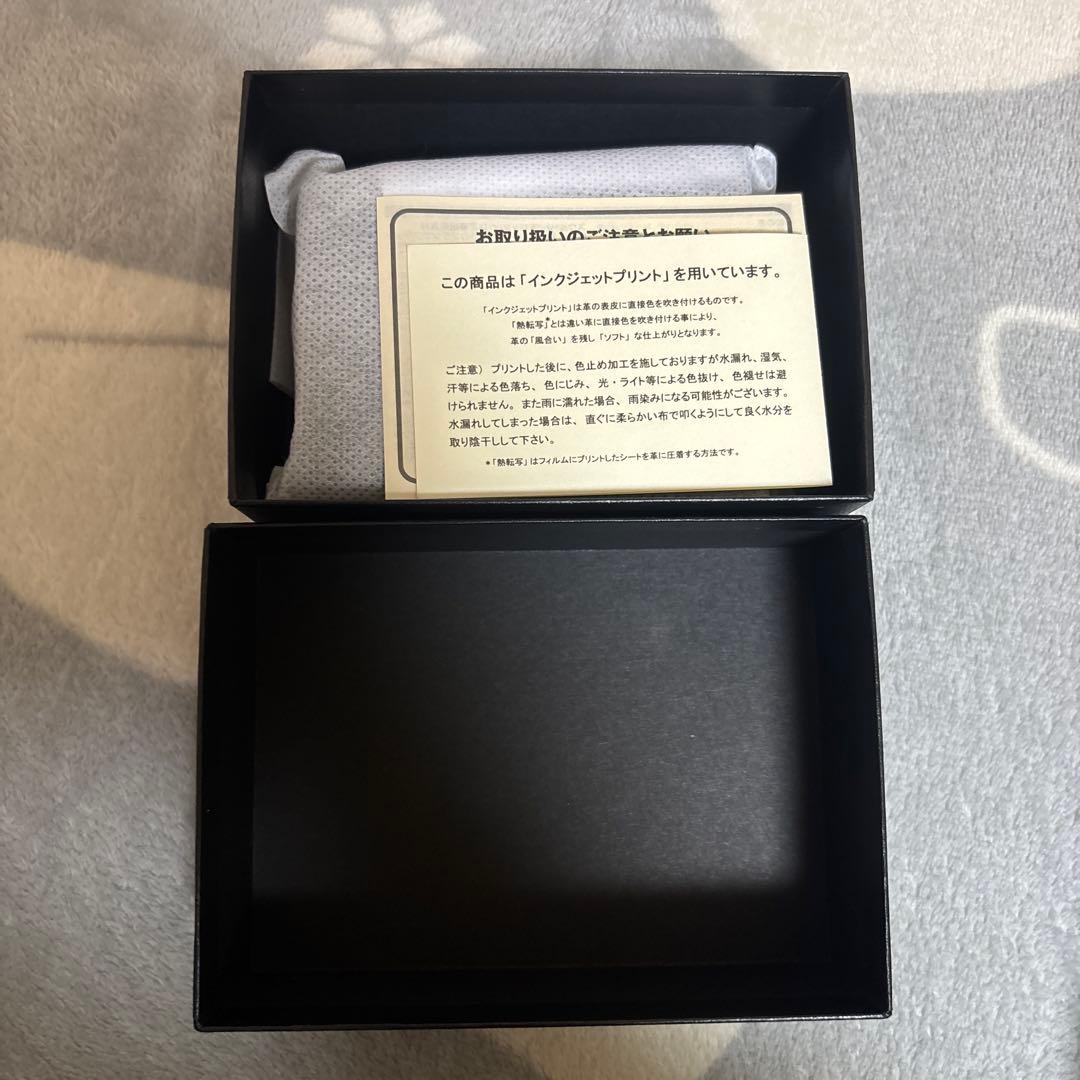 お取り扱いのご注意とお願い
この商品は「インクジェットプリント」を用いています。
「インクジェットプリント」は革の表皮に直接色を吹き付けるものです。
「熱転写」*とは違い革に直接色を吹き付ける事により、
革の「風合い」を残し「ソフト」な仕上がりとなります。
ご注意) プリントした後に、色止め加工を施しておりますが水漏れ、湿気、
汗等による色落ち、色にじみ、光・ライト等による色抜け、色褪せは避
けられません。また雨に濡れた場合、雨染みになる可能性がございます。
水漏れしてしまった場合は、直ぐに柔らかい布で叩くようにして良く水分を
取り陰干しして下さい。
*「熱転写」はフィルムにプリントしたシートを革に圧着する方法です。